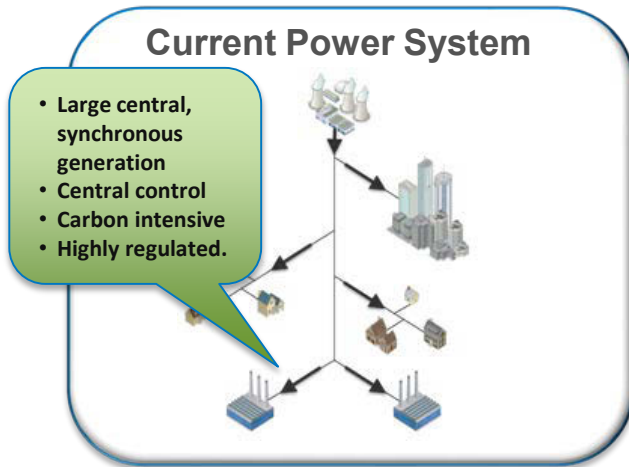 Current Power System
• Large central,
synchronous
generation
• Central control
• Carbon intensive
• Highly regulated.